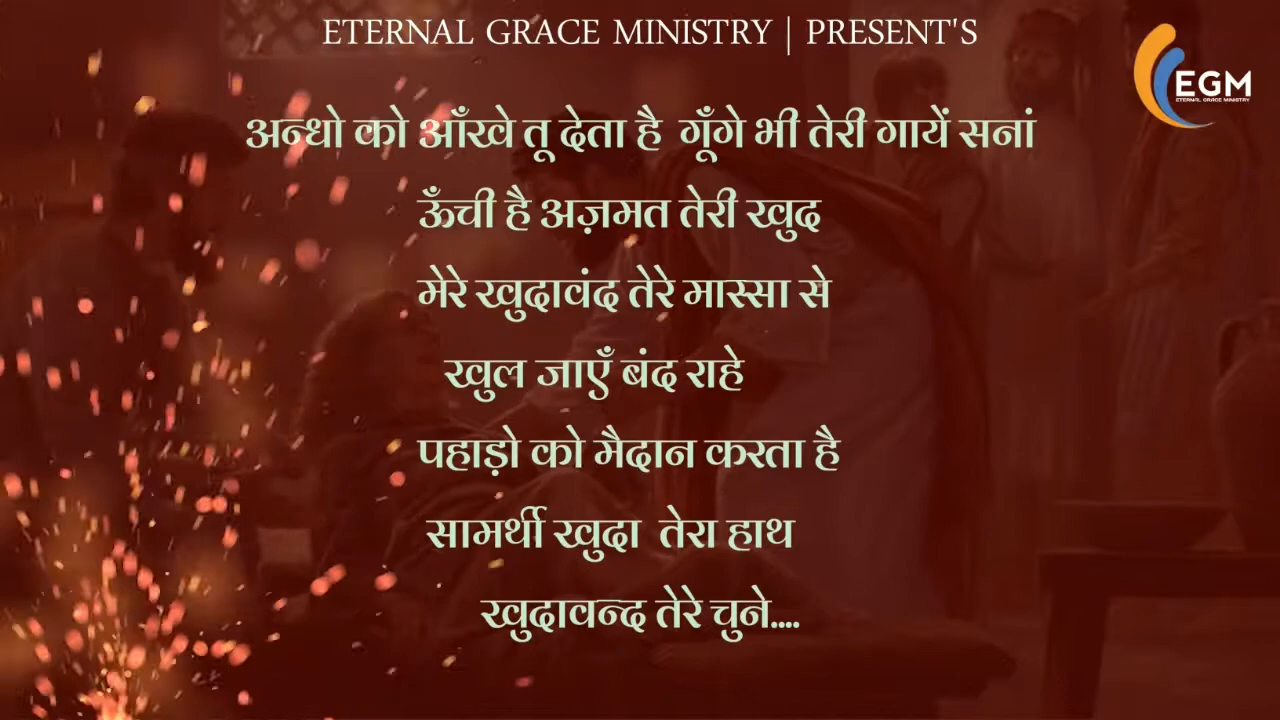 ETERNAL GRACE MINISTRY | PRESENT'S
EGM
ETERNAL GRACE MINISTRY
अन्धो को आँखे तू देता है गूँगे भी तेरी गायें सनां
ऊँची है अज़मत तेरी खुद
मेरे खुदावंद तेरे मास्सा से
खुल जाएँ बंद राहे
पहाड़ो को मैदान करता है
सामर्थी खुदा तेरा हाथ
खुदावन्द तेरे चुने....